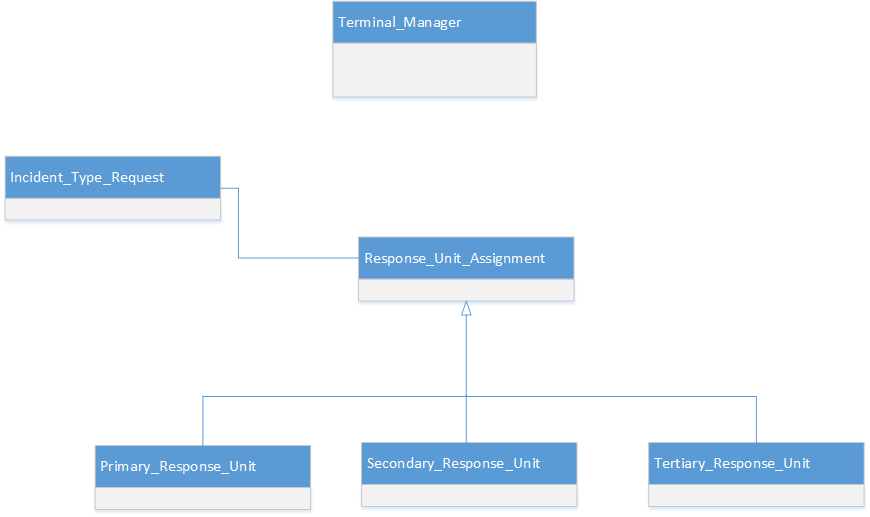 Terminal_Manager
Incident_Type_Request
Response_Unit_Assignment
Primary_Response_Unit
Secondary_Response_Unit
Tertiary_Response_Unit